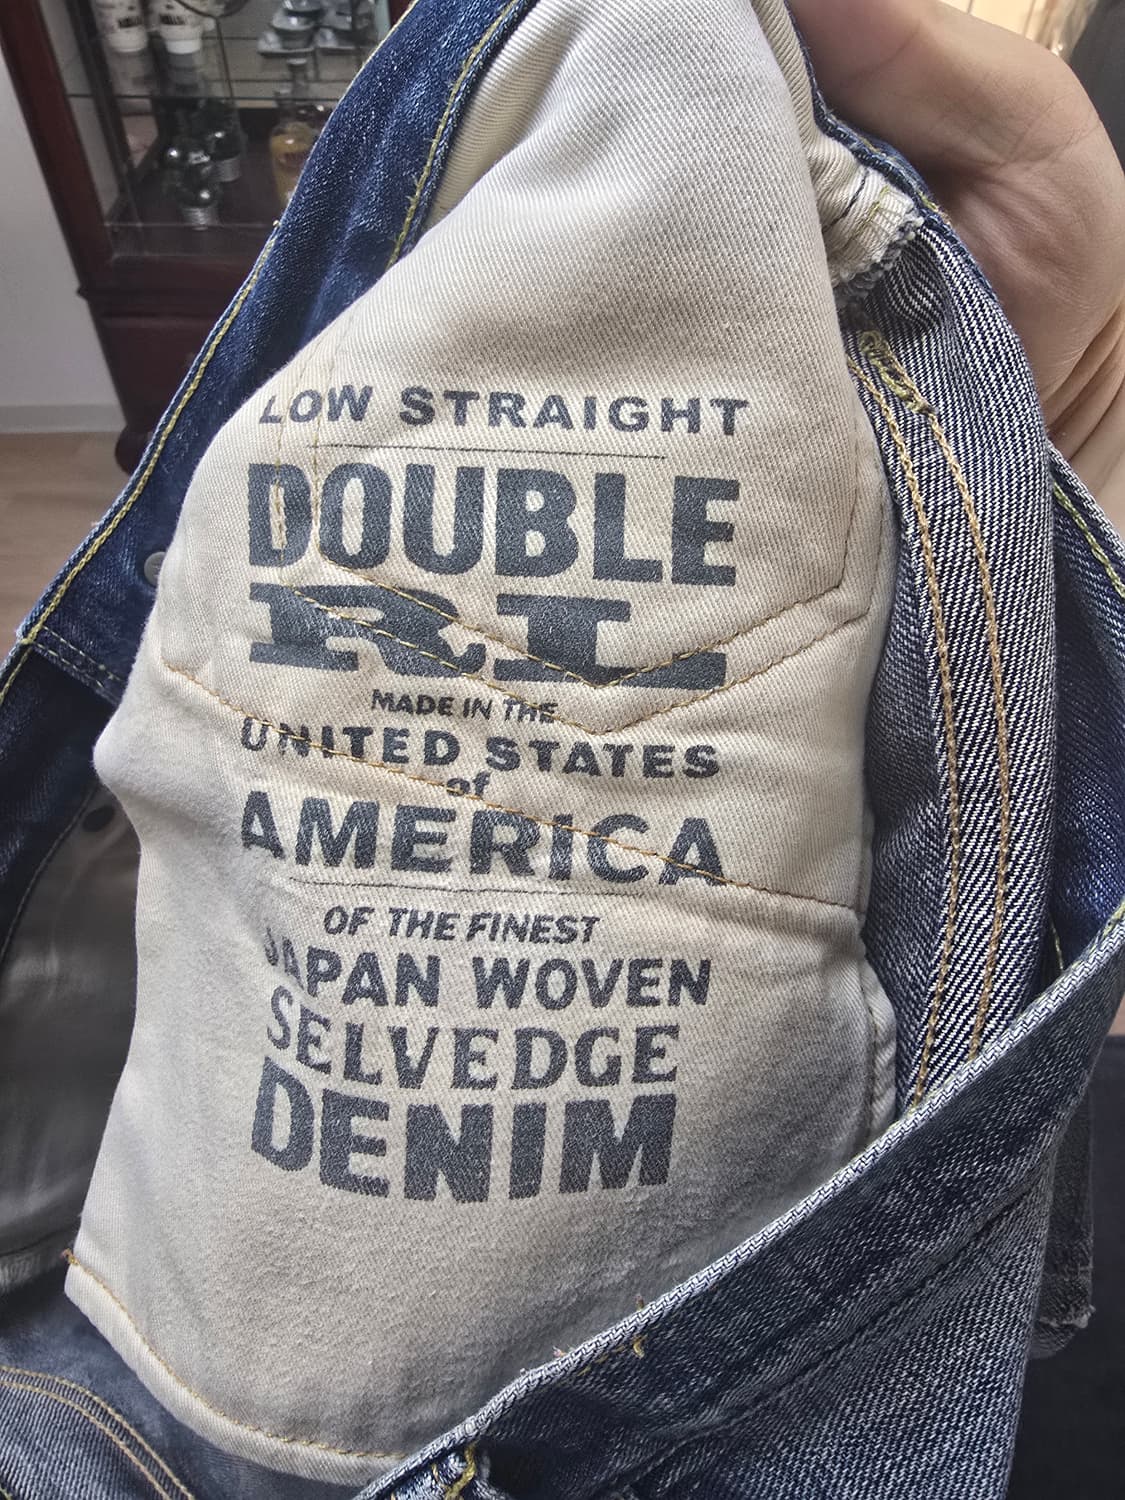 LOW STRAIGHT
DOUBLE
RL
MADE IN THE
UNITED STATES
of
AMERICA
OF THE FINEST
JAPAN WOVEN
SELVEDGE
DENIM